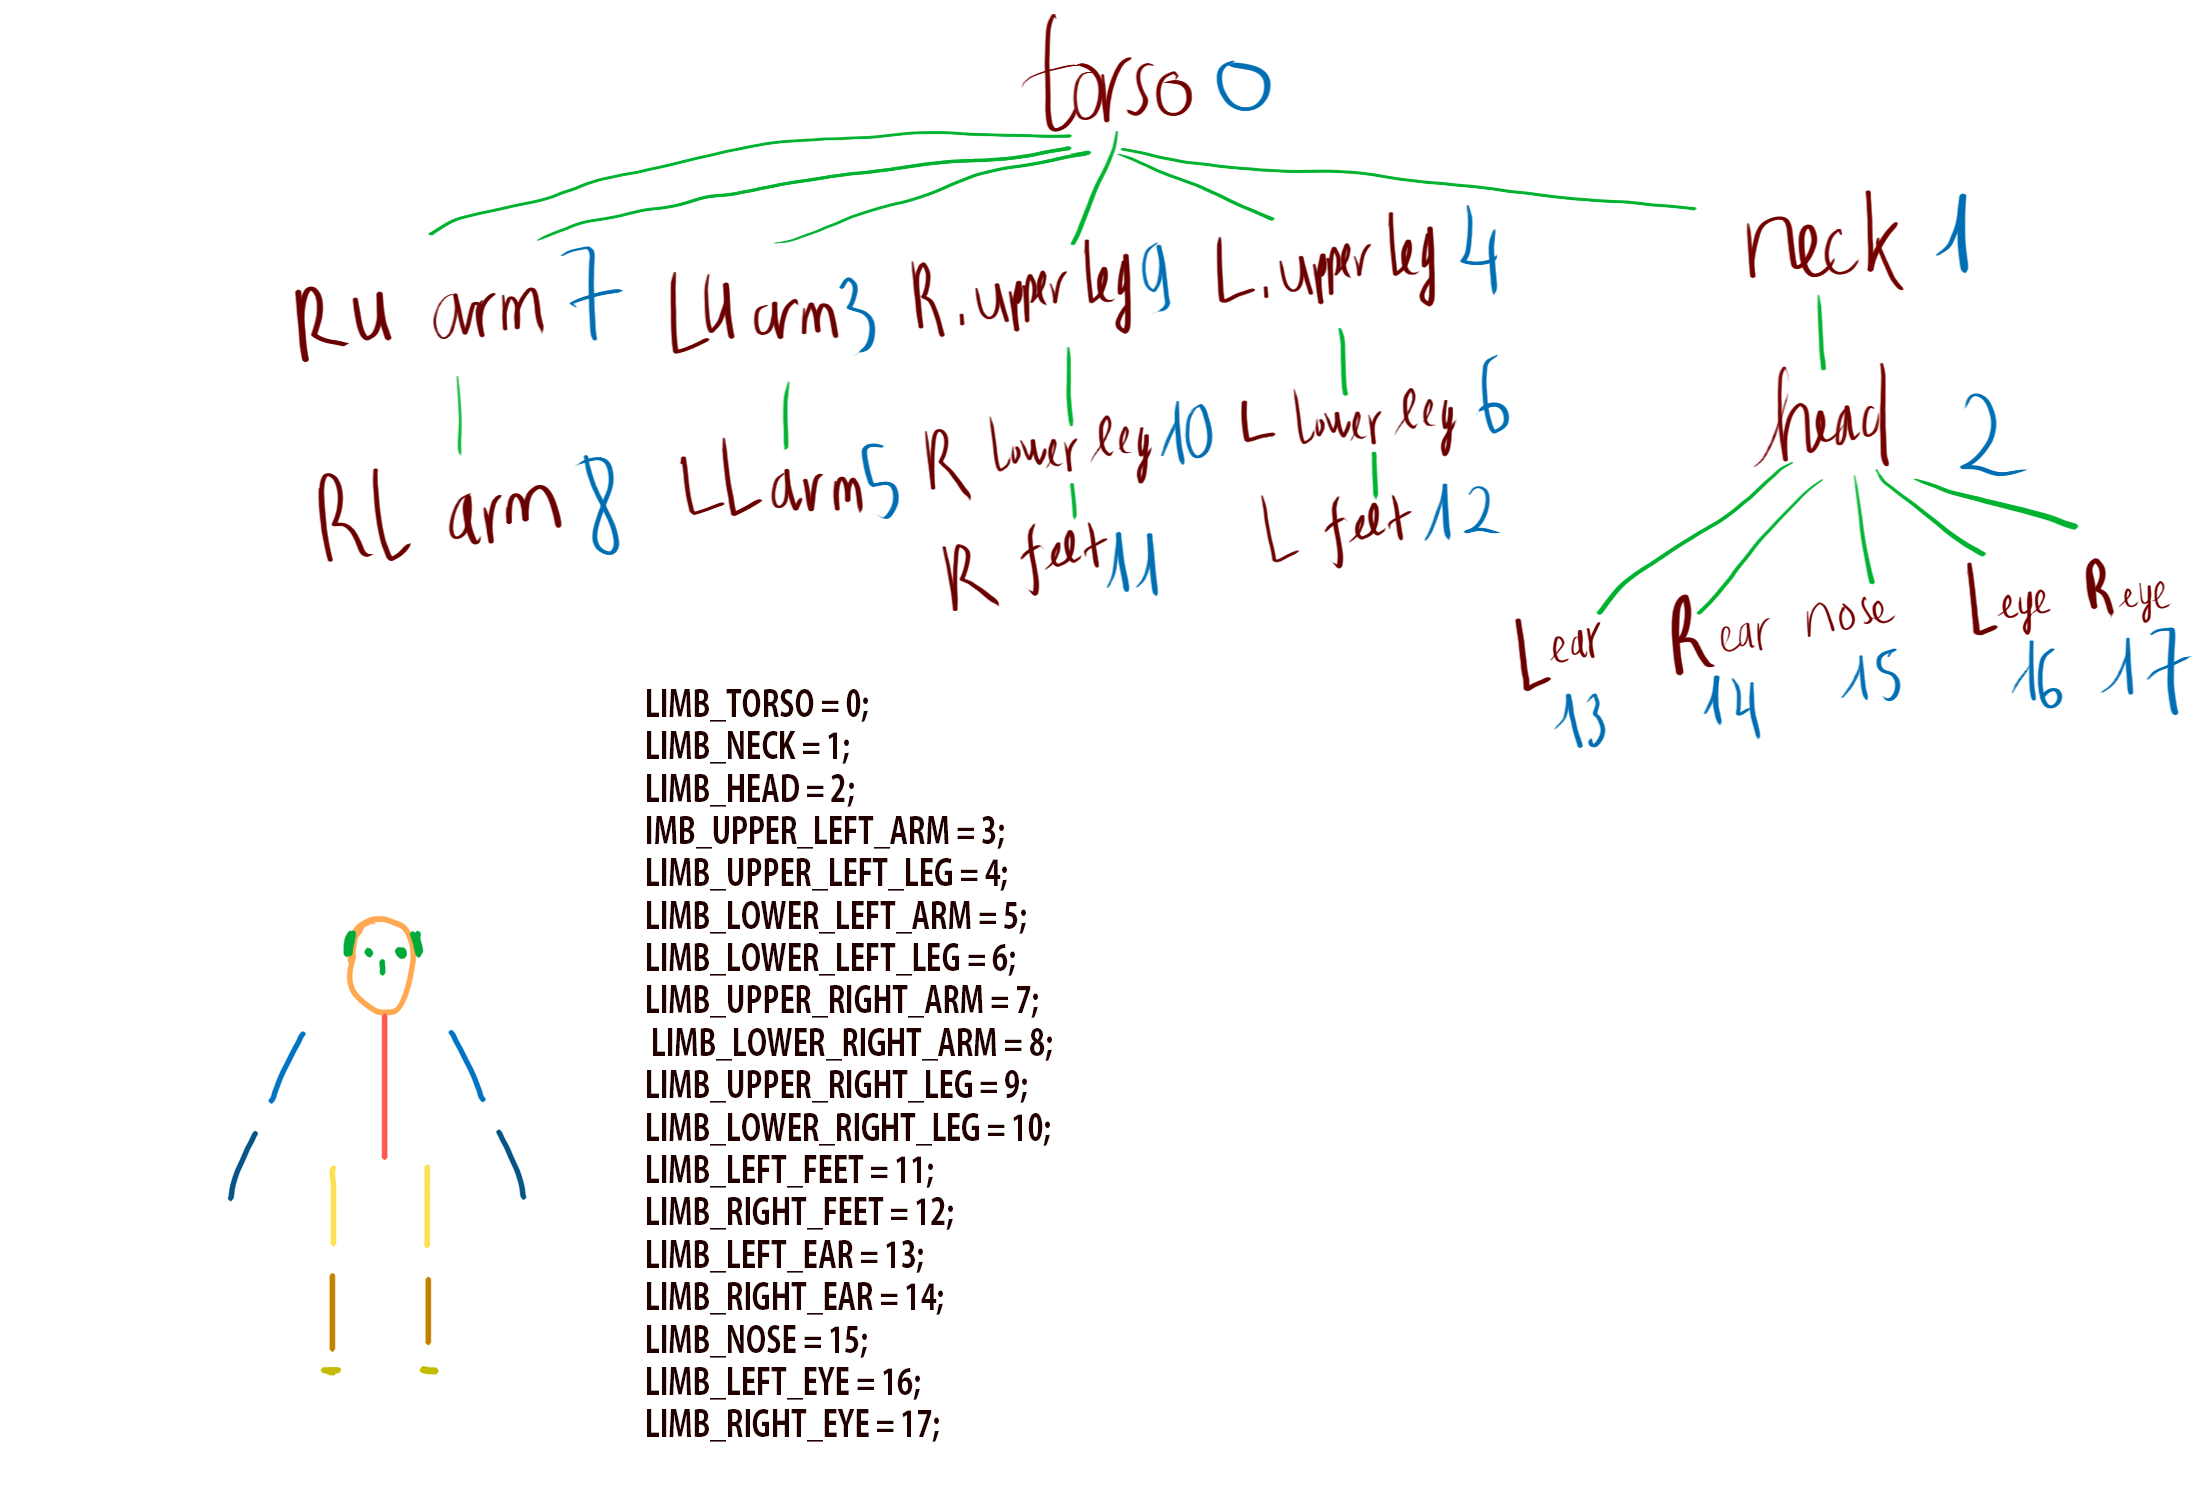 torso 0
RU arm 7 LU arm 3 R. upper leg 9 L. upper leg 4 neck 1
RL arm 8 LL arm 5 R lower leg 10 L lower leg 6 head 2
R feet 11 L feet 12
L ear R ear nose L eye R eye
13 14 15 16 17
LIMB_TORSO = 0;
LIMB_NECK = 1;
LIMB_HEAD = 2;
IMB_UPPER_LEFT_ARM = 3;
LIMB_UPPER_LEFT_LEG = 4;
LIMB_LOWER_LEFT_ARM = 5;
LIMB_LOWER_LEFT_LEG = 6;
LIMB_UPPER_RIGHT_ARM = 7;
LIMB_LOWER_RIGHT_ARM = 8;
LIMB_UPPER_RIGHT_LEG = 9;
LIMB_LOWER_RIGHT_LEG = 10;
LIMB_LEFT_FEET = 11;
LIMB_RIGHT_FEET = 12;
LIMB_LEFT_EAR = 13;
LIMB_RIGHT_EAR = 14;
LIMB_NOSE = 15;
LIMB_LEFT_EYE = 16;
LIMB_RIGHT_EYE = 17;